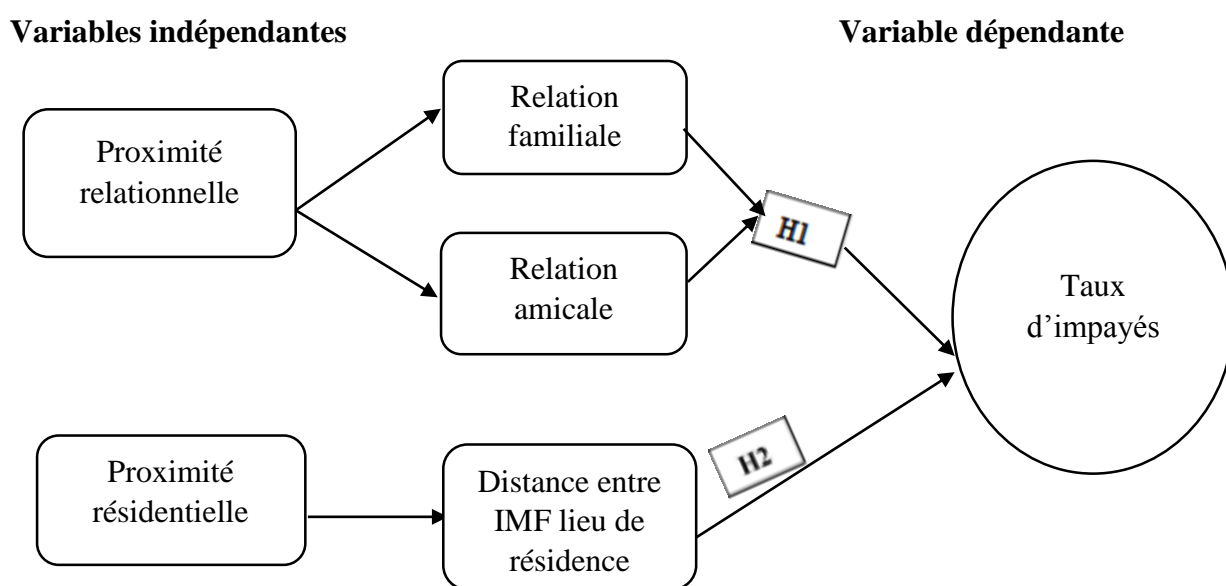 Variables indépendantes
Variable dépendante
Proximité
relationnelle
Relation
familiale
Relation
amicale
H1
Taux
d’impayés
Proximité
résidentielle
Distance entre
IMF lieu de
résidence
H2